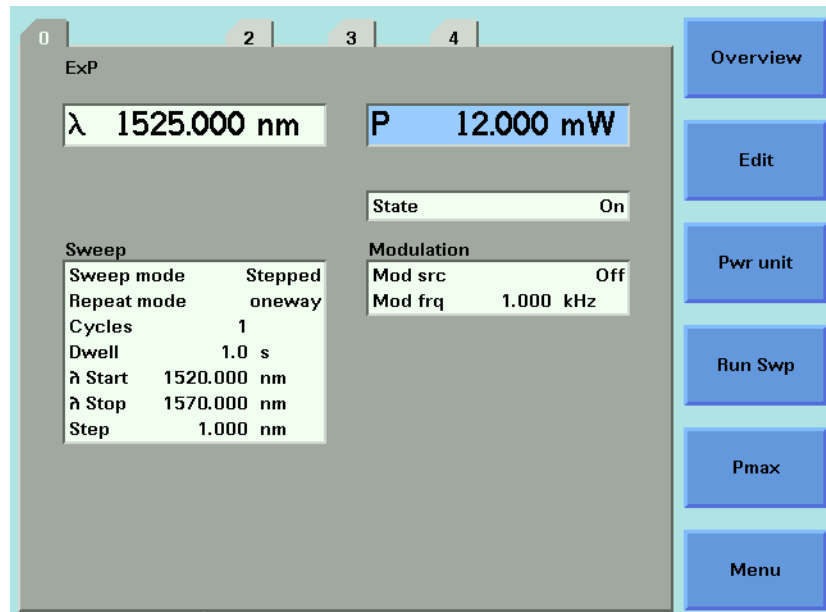 0 2 3 4
ExP
λ 1525.000 nm
P 12.000 mW
State On
Sweep
Sweep mode Stepped
Repeat mode oneway
Cycles 1
Dwell 1.0 s
λ Start 1520.000 nm
λ Stop 1570.000 nm
Step 1.000 nm
Modulation
Mod src Off
Mod frq 1.000 kHz
Overview
Edit
Pwr unit
Run Swp
Pmax
Menu